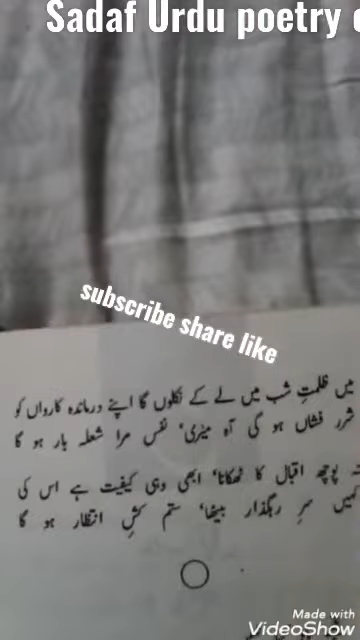 Sadaf Urdu poetry
subscribe share like
میں ظلمتِ شب میں لے کے نکلوں گا اپنے درماندہ کارواں کو
شرر فشاں ہو گی آہ میری، نفس مرا شعلہ بار ہو گا
نہ پوچھ اقبال کا ٹھکانا، ابھی وہی کیفیت ہے اس کی
کہیں سرِ رہگذار بیٹھا، ستم کشِ انتظار ہو گا
Made with
VideoShow